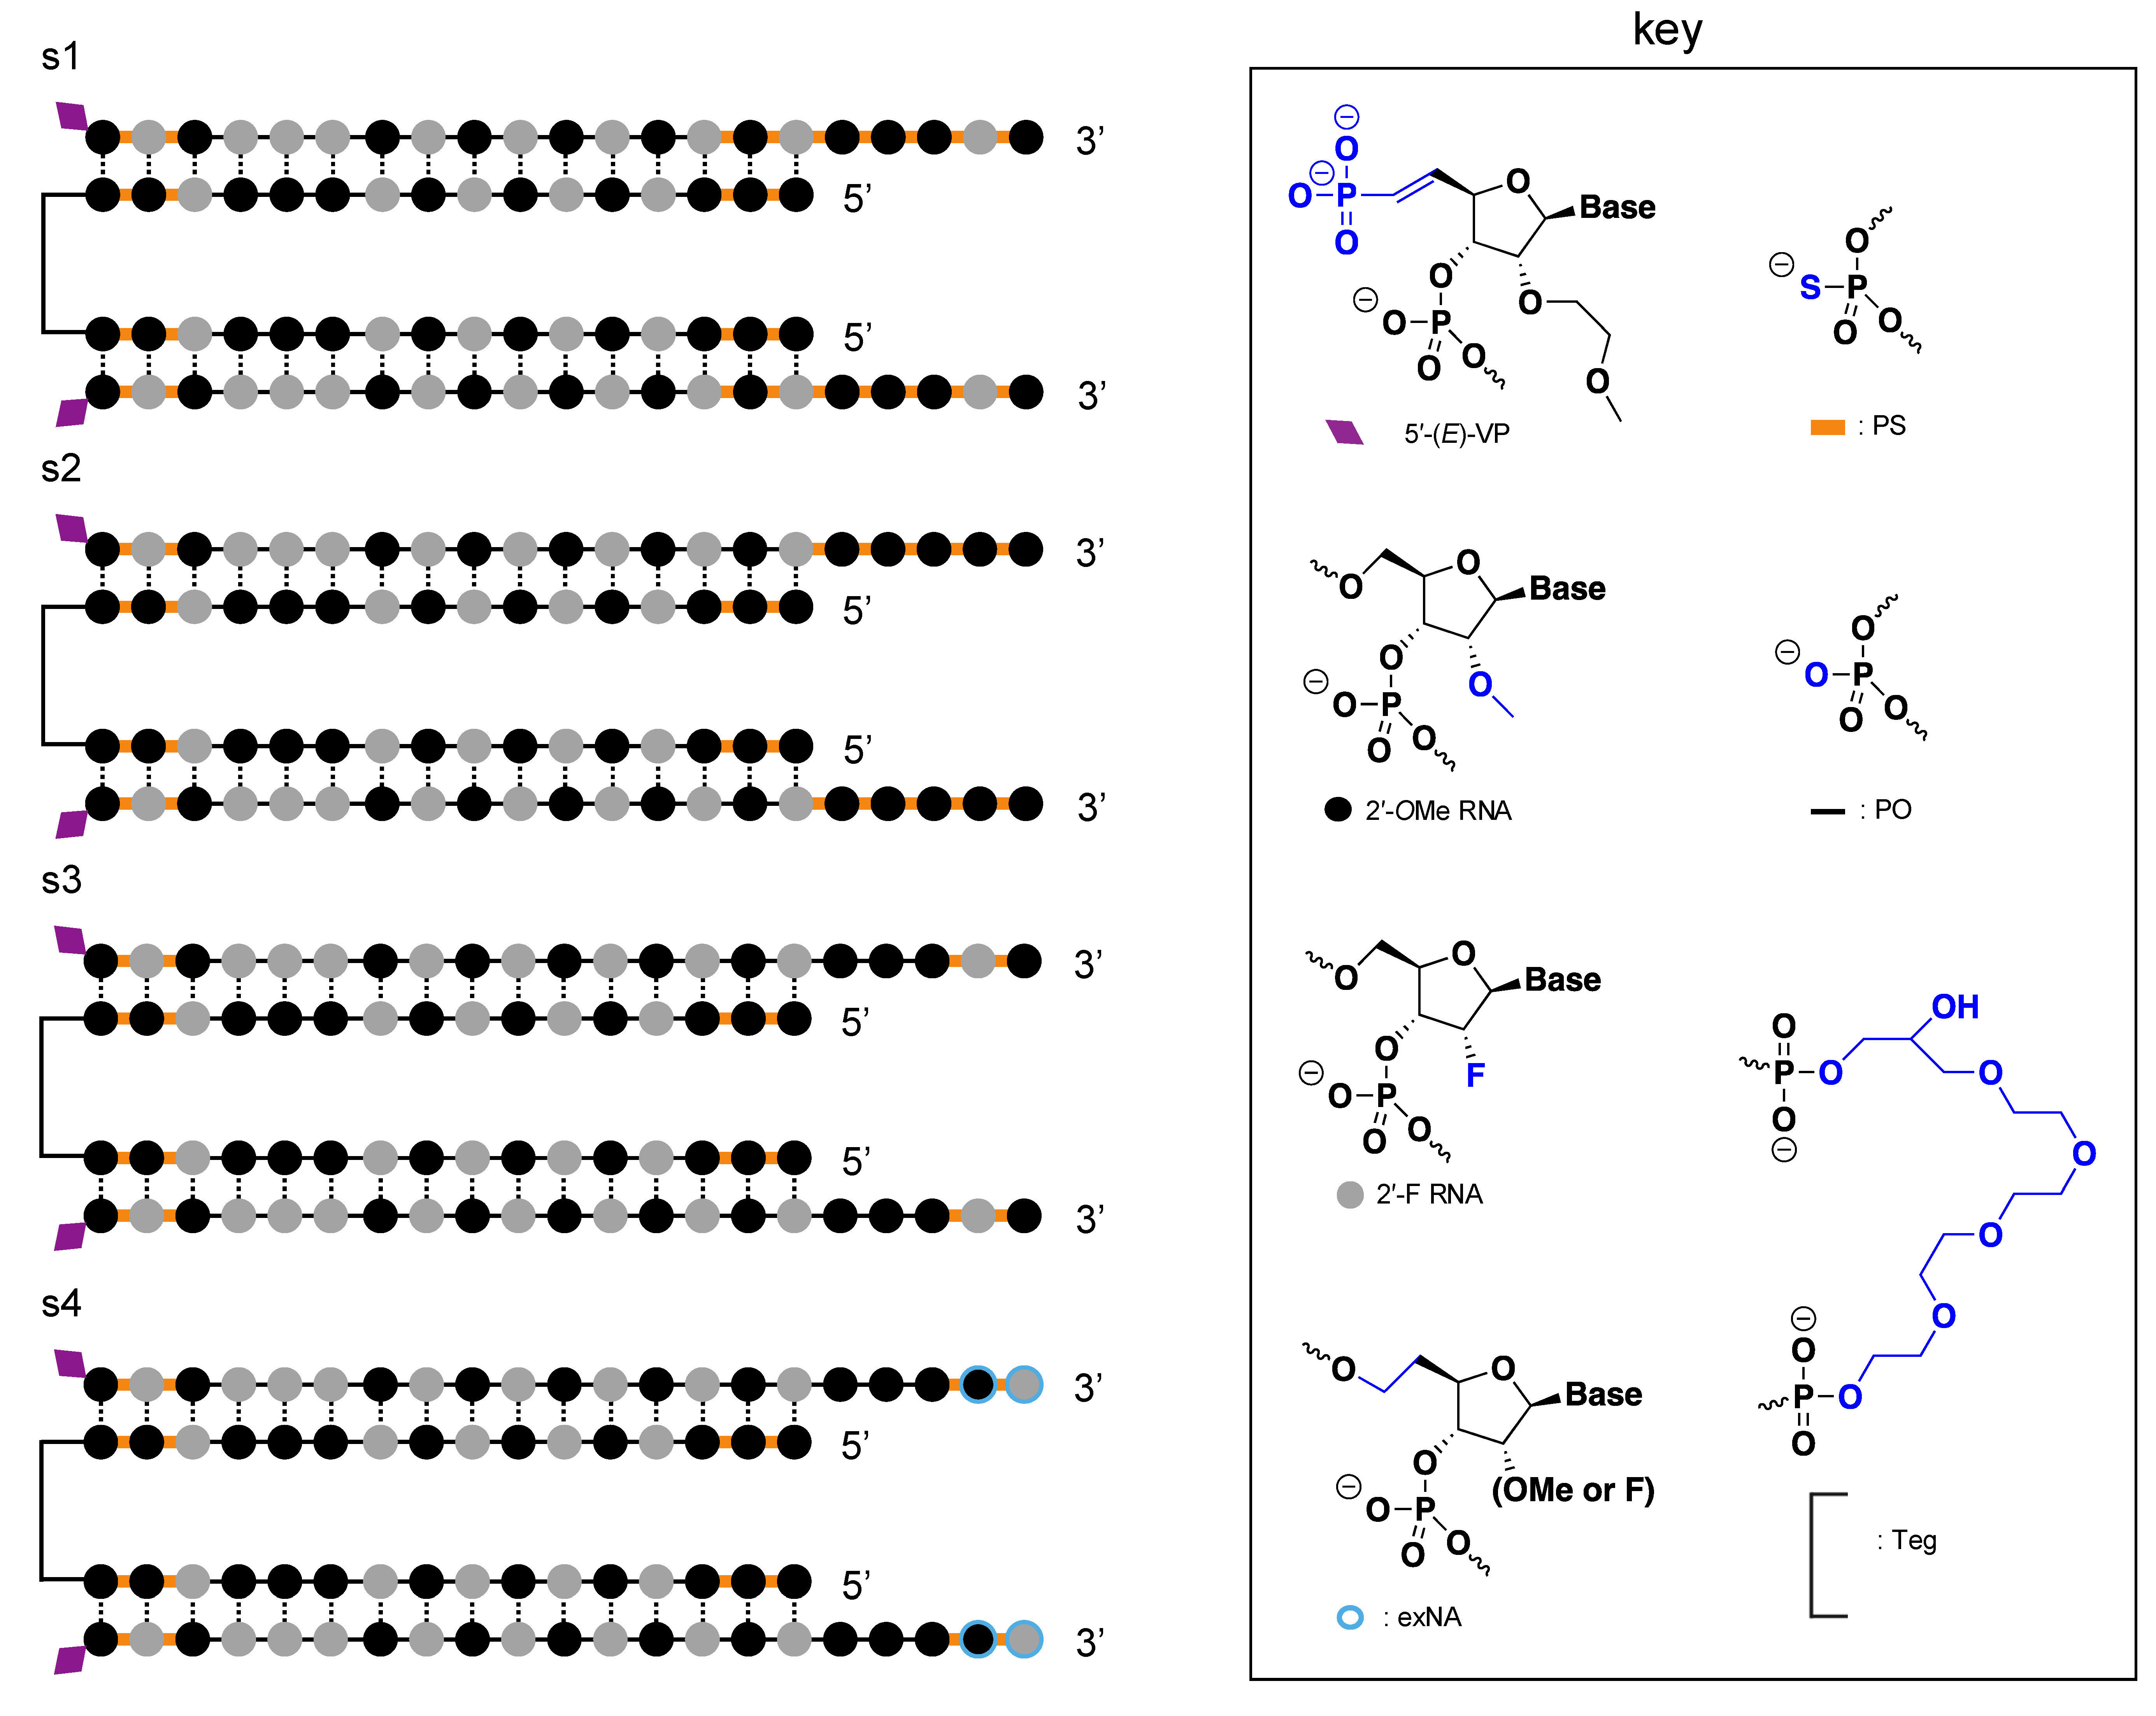 s1
3’
5’
5’
3’
s2
3’
5’
5’
3’
s3
3’
5’
5’
3’
s4
3’
5’
5’
3’
key
⊖
O
⊖
O P
O
O
Base
O
O
⊖
O P
O
O
O
5′-(E)-VP
O
⊖
S P
O
O
: PS
O
O
Base
O
O
⊖
O P
O
O
2′-OMe RNA
O
⊖
O P
O
O
: PO
O
O
Base
O
F
⊖
O P
O
O
2′-F RNA
OH
O
P O
O
⊖
O
O
O
O
⊖
O
P O
O
: Teg
O
O
Base
O
(OMe or F)
⊖
O P
O
O
: exNA